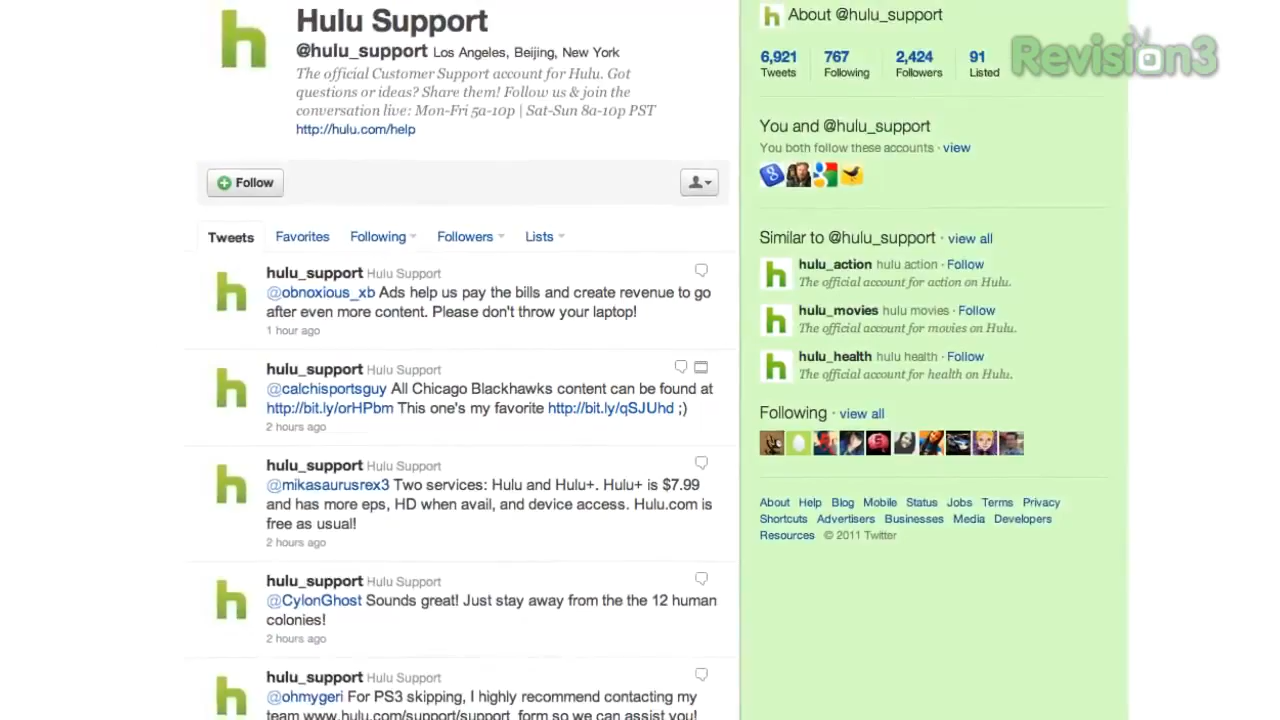 Hulu Support
@hulu_support Los Angeles, Beijing, New York
The official Customer Support account for Hulu. Got
questions or ideas? Share them! Follow us & join the
conversation live: Mon-Fri 5a-10p | Sat-Sun 8a-10p PST
http://hulu.com/help
Follow
Tweets Favorites Following Followers Lists
hulu_support Hulu Support
@obnoxious_xb Ads help us pay the bills and create revenue to go
after even more content. Please don't throw your laptop!
1 hour ago
hulu_support Hulu Support
@calchisportsguy All Chicago Blackhawks content can be found at
http://bit.ly/orHPbm This one's my favorite http://bit.ly/qSJUhd ;)
2 hours ago
hulu_support Hulu Support
@mikasaurusrex3 Two services: Hulu and Hulu+. Hulu+ is $7.99
and has more eps, HD when avail, and device access. Hulu.com is
free as usual!
2 hours ago
hulu_support Hulu Support
@CylonGhost Sounds great! Just stay away from the the 12 human
colonies!
2 hours ago
hulu_support Hulu Support
@ohmygeri For PS3 skipping, I highly recommend contacting my
team www.hulu.com/support/support_form so we can assist you!
h About @hulu_support
6,921 767 2,424 91
Tweets Following Followers Listed
Revision3
You and @hulu_support
You both follow these accounts · view
Similar to @hulu_support · view all
hulu_action hulu action · Follow
The official account for action on Hulu.
hulu_movies hulu movies · Follow
The official account for movies on Hulu.
hulu_health hulu health · Follow
The official account for health on Hulu.
Following · view all
About Help Blog Mobile Status Jobs Terms Privacy
Shortcuts Advertisers Businesses Media Developers
Resources © 2011 Twitter